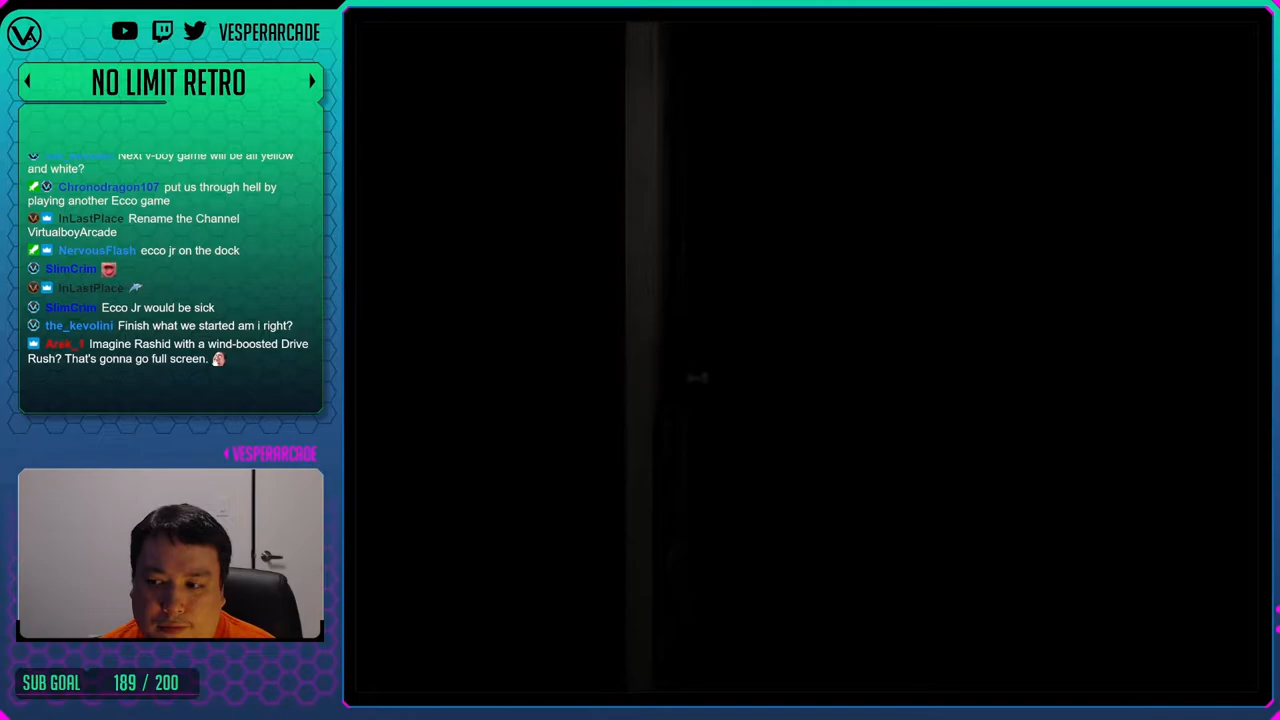 VESPERARCADE
NO LIMIT RETRO
Next v-boy game will be all yellow
and white?
Chronodragon107 put us through hell by
playing another Ecco game
InLastPlace Rename the Channel
VirtualboyArcade
NervousFlash ecco jr on the dock
SlimCrim
InLastPlace
SlimCrim Ecco Jr would be sick
the_kevolini Finish what we started am i right?
Arek_1 Imagine Rashid with a wind-boosted Drive
Rush? That's gonna go full screen.
VESPERARCADE
SUB GOAL 189 / 200